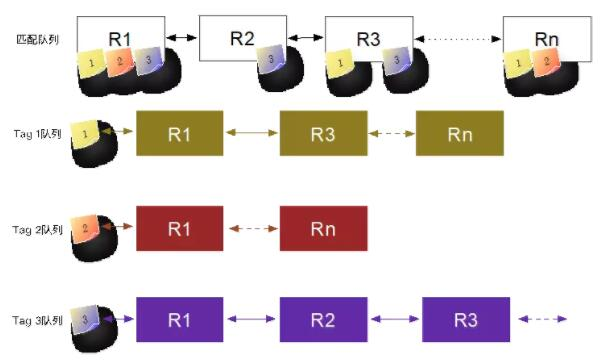 匹配队列 R1 R2 R3 Rn
1 2 3 3 1 3 1 2
Tag 1队列 1 R1 R3 Rn
Tag 2队列 2 R1 Rn
Tag 3队列 3 R1 R2 R3